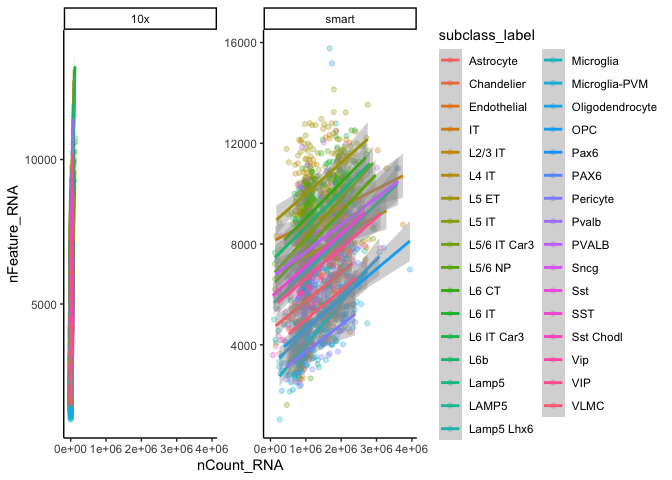 10x
smart
10000
5000
0e+00 1e+06 2e+06 3e+06 4e+06
16000
12000
8000
4000
0e+00 1e+06 2e+06 3e+06 4e+06
nCount_RNA
nFeature_RNA
subclass_label
Astrocyte
Chandelier
Endothelial
IT
L2/3 IT
L4 IT
L5 ET
L5 IT
L5/6 IT Car3
L5/6 NP
L6 CT
L6 IT
L6 IT Car3
L6b
Lamp5
LAMP5
Lamp5 Lhx6
Microglia
Microglia-PVM
Oligodendrocyte
OPC
Pax6
PAX6
Pericyte
Pvalb
PVALB
Sncg
Sst
SST
Sst Chodl
Vip
VIP
VLMC